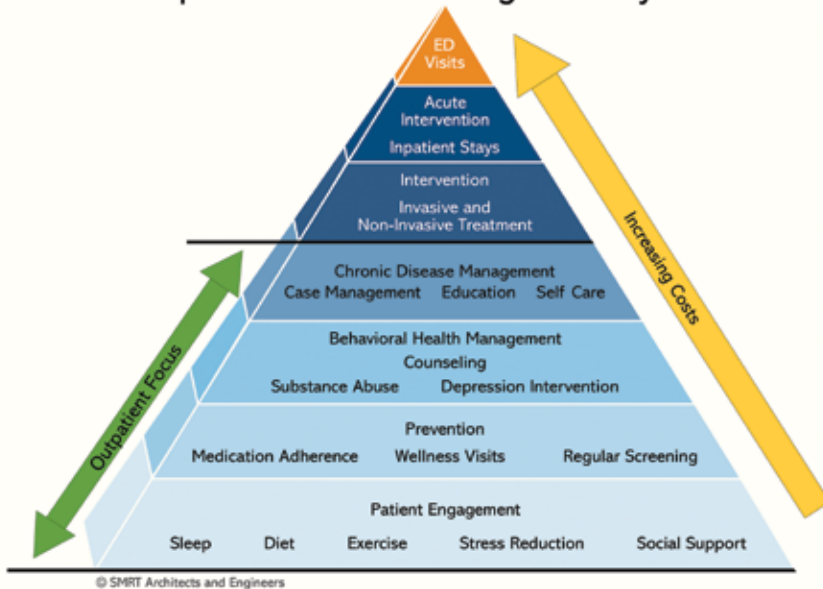 ED
Visits
Acute
Intervention
Inpatient Stays
Intervention
Invasive and
Non-Invasive Treatment
Chronic Disease Management
Case Management Education Self Care
Behavioral Health Management
Counseling
Substance Abuse Depression Intervention
Prevention
Medication Adherence Wellness Visits Regular Screening
Patient Engagement
Sleep Diet Exercise Stress Reduction Social Support
Outpatient Focus
Increasing Costs
© SMRT Architects and Engineers